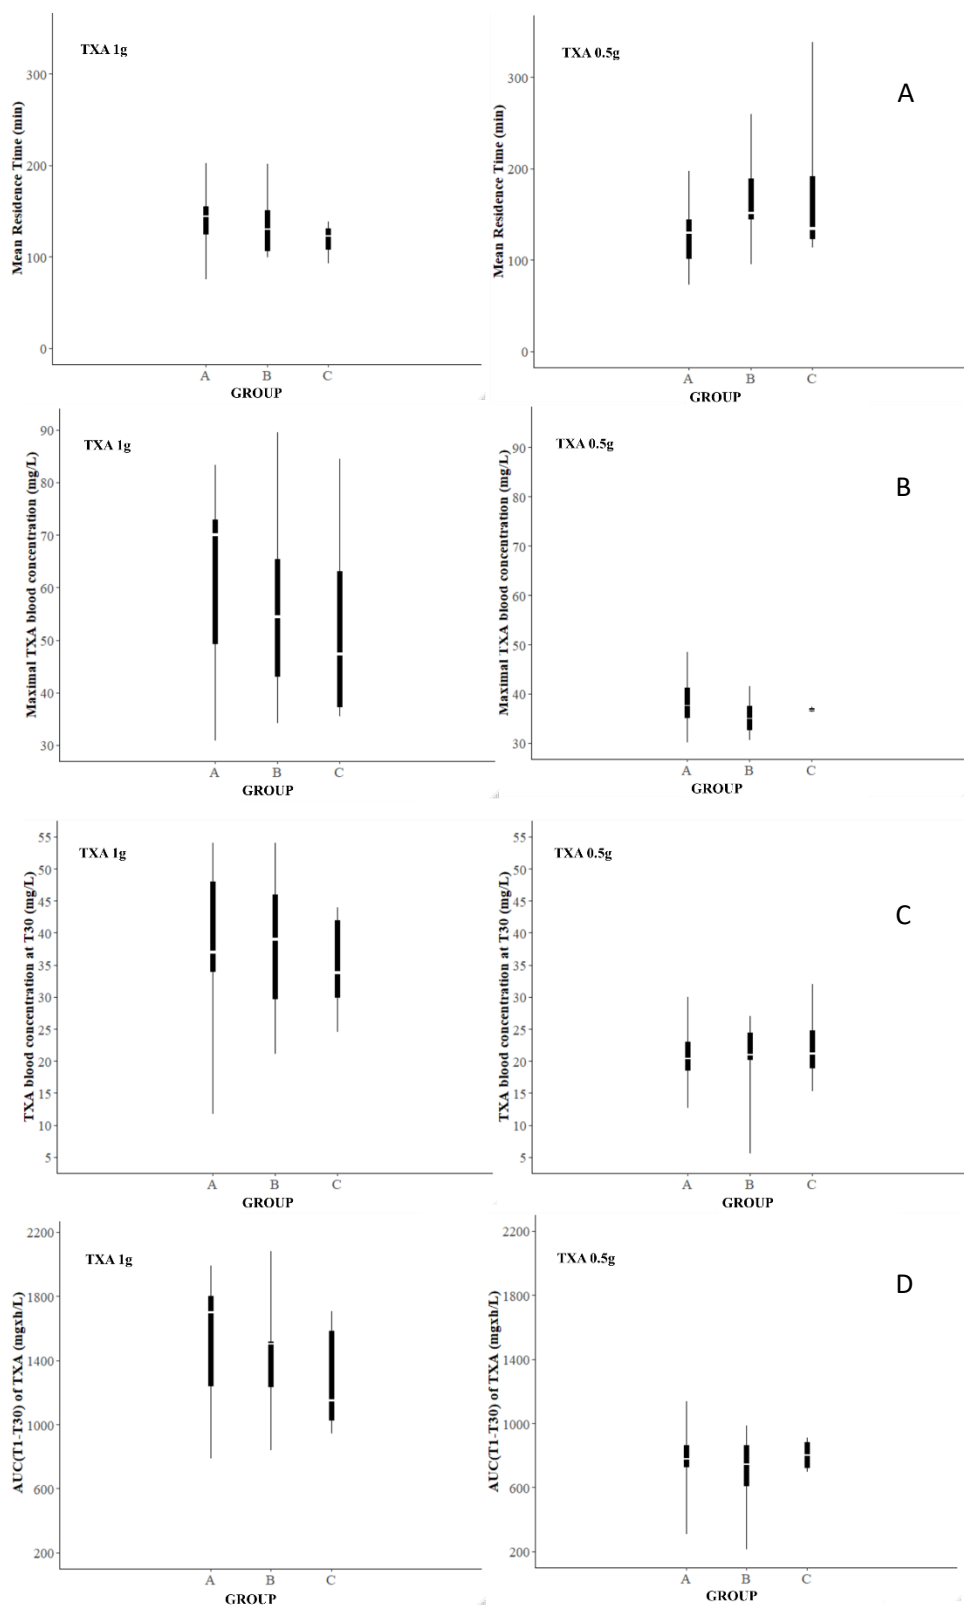 TXA 1g
Mean Residence Time (min)
300
200
100
0
A B C
GROUP
TXA 0.5g
A
Mean Residence Time (min)
300
200
100
0
A B C
GROUP
TXA 1g
Maximal TXA blood concentration (mg/L)
90
80
70
60
50
40
30
A B C
GROUP
TXA 0.5g
B
Maximal TXA blood concentration (mg/L)
90
80
70
60
50
40
30
A B C
GROUP
TXA 1g
TXA blood concentration at T30 (mg/L)
55
50
45
40
35
30
25
20
15
10
5
A B C
GROUP
TXA 0.5g
C
TXA blood concentration at T30 (mg/L)
55
50
45
40
35
30
25
20
15
10
5
A B C
GROUP
TXA 1g
AUC(T1-T30) of TXA (mgxh/L)
2200
1800
1400
1000
600
200
A B C
GROUP
TXA 0.5g
D
AUC(T1-T30) of TXA (mgxh/L)
2200
1800
1400
1000
600
200
A B C
GROUP